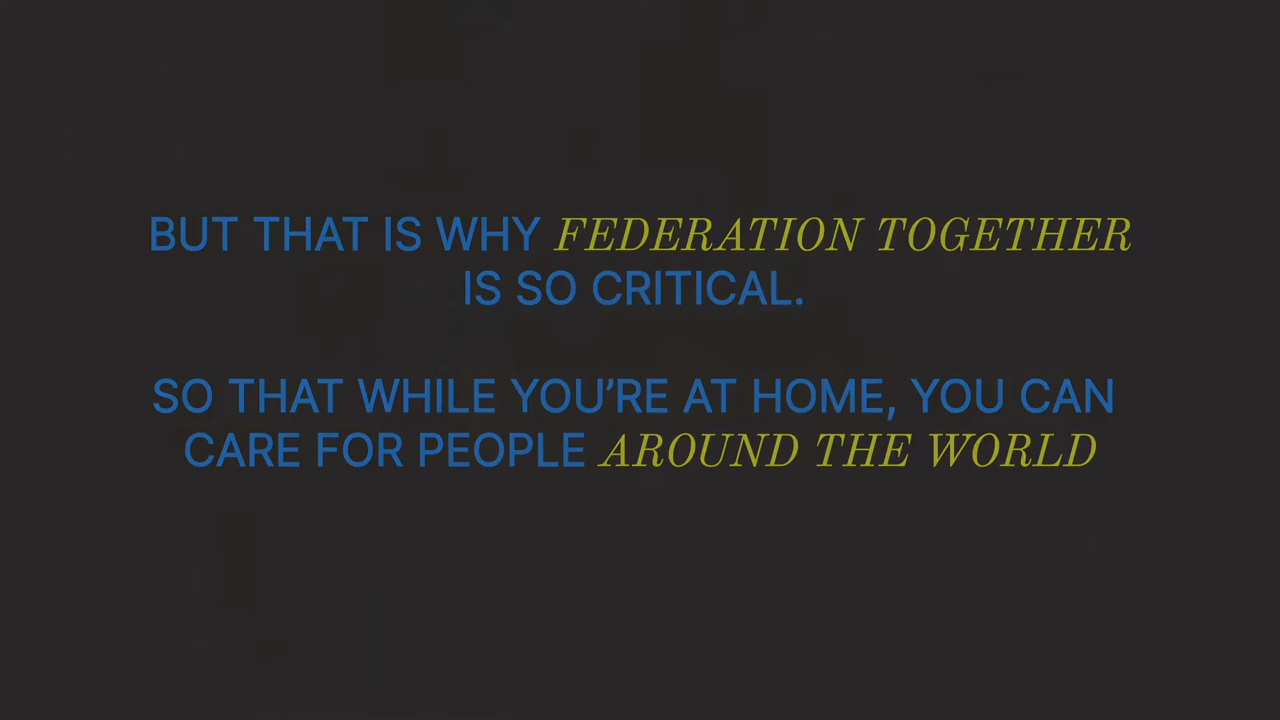 BUT THAT IS WHY FEDERATION TOGETHER
IS SO CRITICAL.
SO THAT WHILE YOU’RE AT HOME, YOU CAN
CARE FOR PEOPLE AROUND THE WORLD